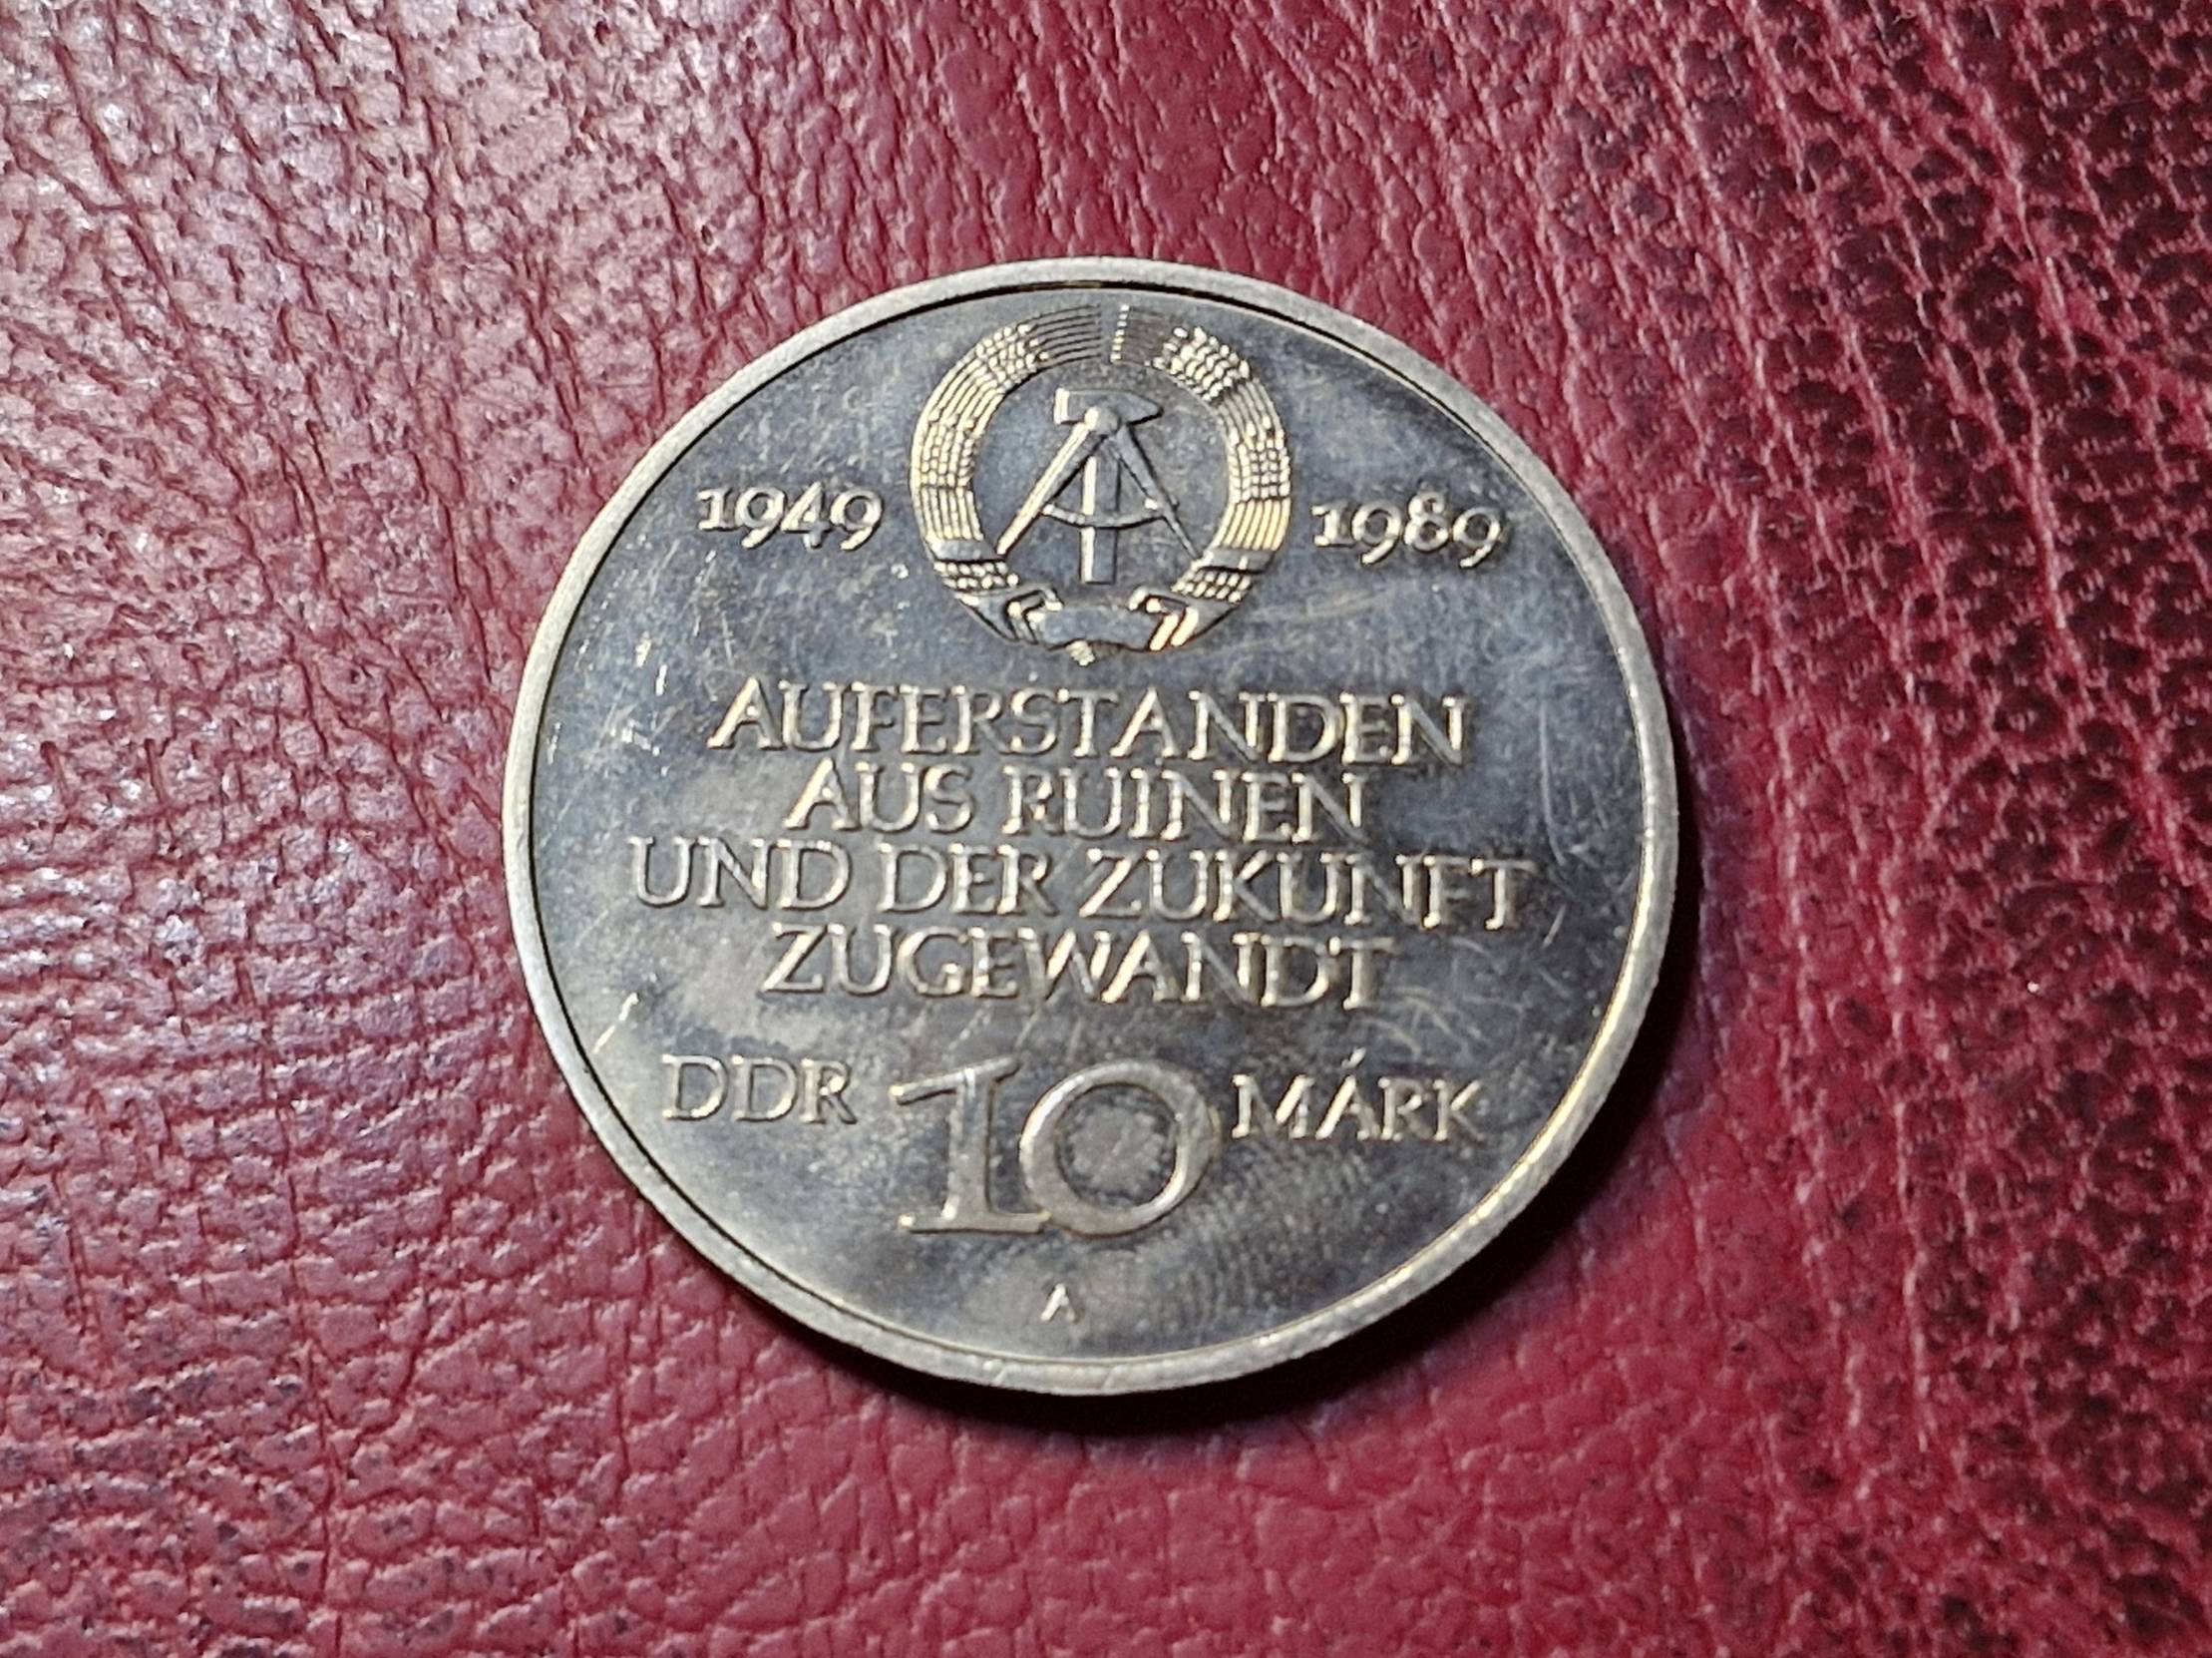 1949 1989
AUFERSTANDEN
AUS RUINEN
UND DER ZUKUNFT
ZUGEWANDT
DDR 10 MARK
A